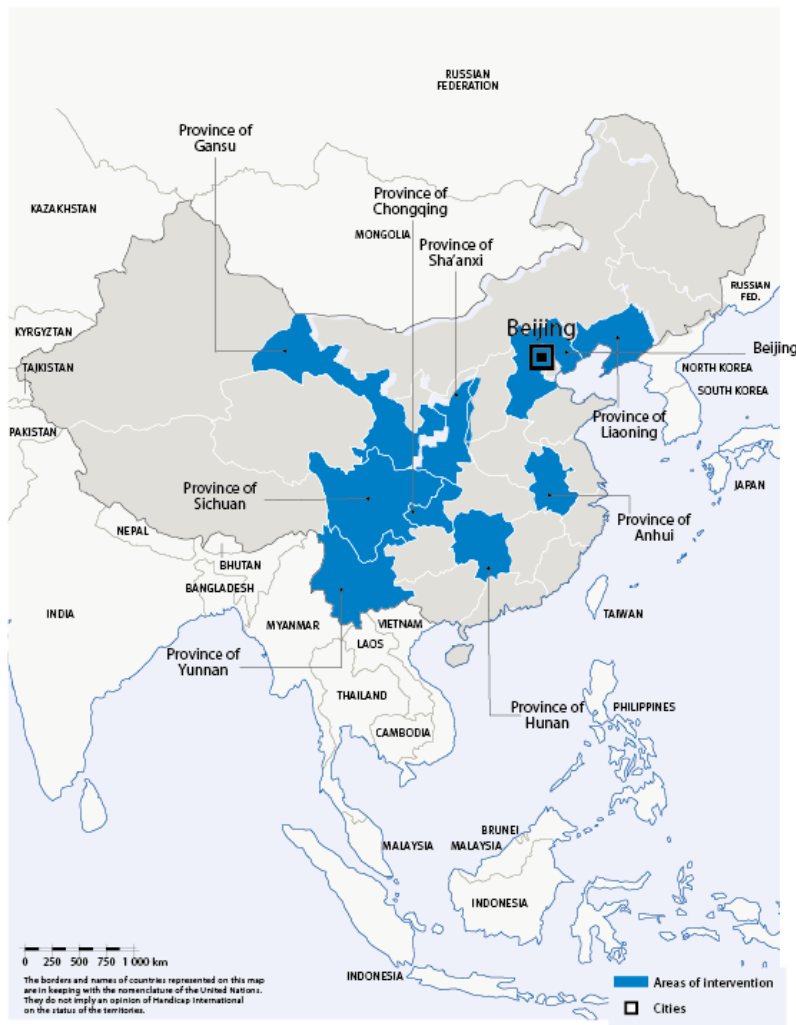 RUSSIAN
FEDERATION
Province of
Gansu
Province of
Chongqing
KAZAKHSTAN
MONGOLIA
Province of
Sha'anxi
RUSSIAN
FED.
KYRGYZTAN
Beijing
Beijing
TAJIKISTAN
NORTH KOREA
SOUTH KOREA
Province of
Liaoning
PAKISTAN
JAPAN
Province of
Sichuan
Province of
Anhui
NEPAL
BHUTAN
BANGLADESH
INDIA
TAIWAN
MYANMAR
VIETNAM
LAOS
Province of
Yunnan
THAILAND
Province of
Hunan
PHILIPPINES
CAMBODIA
BRUNEI
MALAYSIA
MALAYSIA
INDONESIA
0 250 500 750 1 000 km
INDONESIA
The borders and names of countries represented on this map
are in keeping with the nomenclature of the United Nations.
They do not imply an opinion of Handicap International
on the status of the territories.
Areas of intervention
Cities